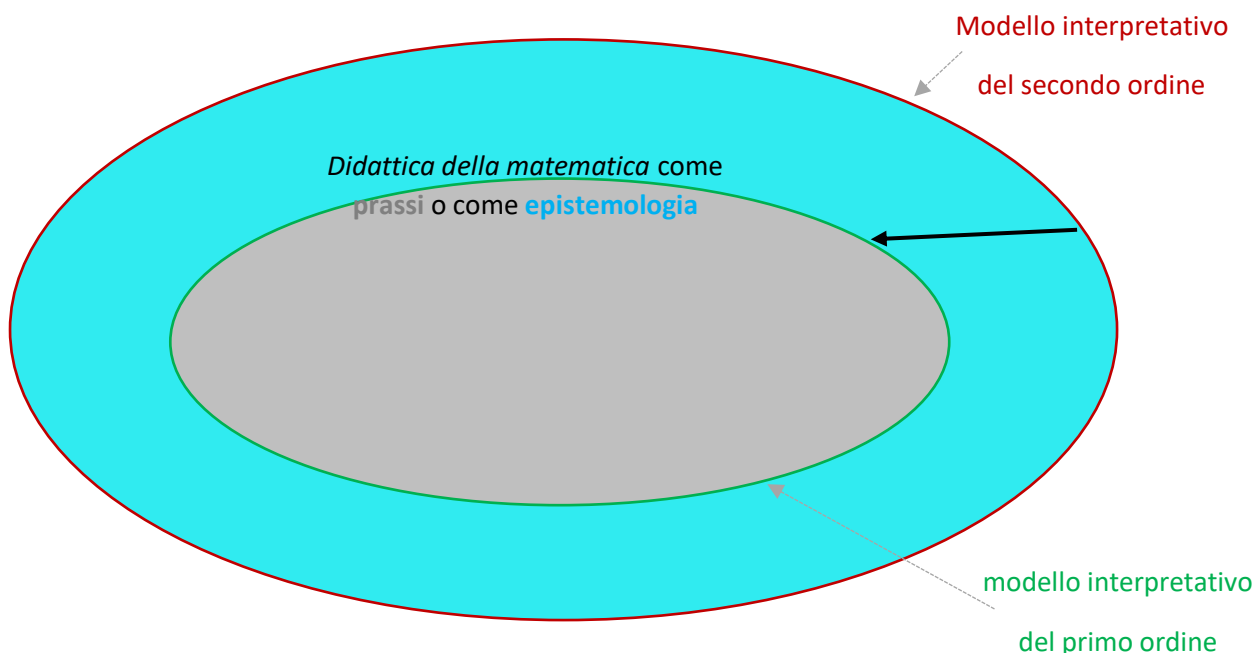 Modello interpretativo
del secondo ordine
Didattica della matematica come
prassi o come epistemologia
modello interpretativo
del primo ordine